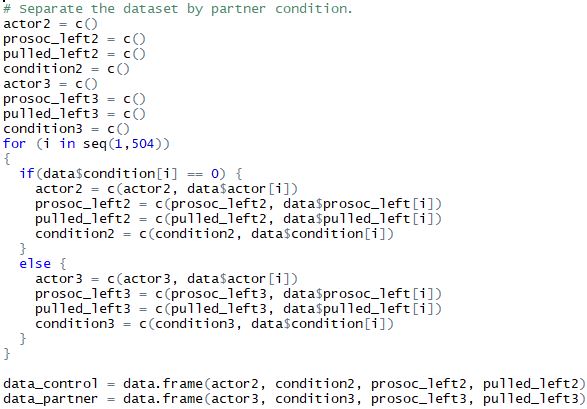 # Separate the dataset by partner condition.
actor2 = c()
prosoc_left2 = c()
pulled_left2 = c()
condition2 = c()
actor3 = c()
prosoc_left3 = c()
pulled_left3 = c()
condition3 = c()
for (i in seq(1,504))
{
  if(data$condition[i] == 0) {
    actor2 = c(actor2, data$actor[i])
    prosoc_left2 = c(prosoc_left2, data$prosoc_left[i])
    pulled_left2 = c(pulled_left2, data$pulled_left[i])
    condition2 = c(condition2, data$condition[i])
  }
  else {
    actor3 = c(actor3, data$actor[i])
    prosoc_left3 = c(prosoc_left3, data$prosoc_left[i])
    pulled_left3 = c(pulled_left3, data$pulled_left[i])
    condition3 = c(condition3, data$condition[i])
  }
}

data_control = data.frame(actor2, condition2, prosoc_left2, pulled_left2)
data_partner = data.frame(actor3, condition3, prosoc_left3, pulled_left3)